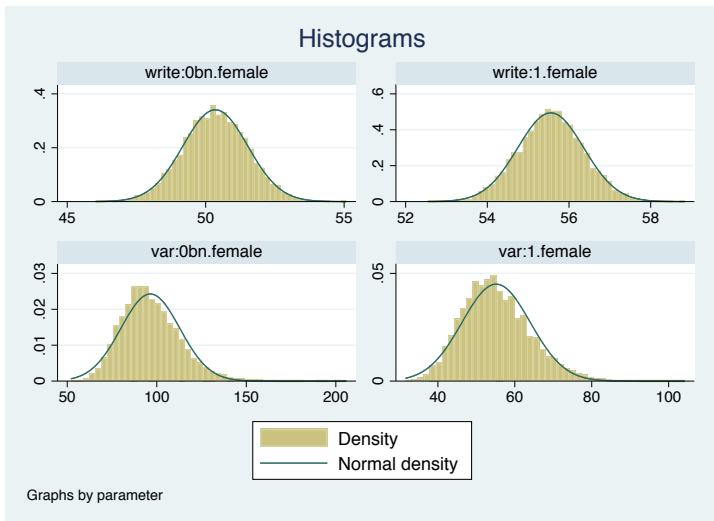 Histograms
write:0bn.female
write:1.female
.4
.2
0
45 50 55
.6
.4
.2
0
52 54 56 58
var:0bn.female
var:1.female
.03
.02
.01
0
50 100 150 200
.05
0
40 60 80 100
Density
Normal density
Graphs by parameter